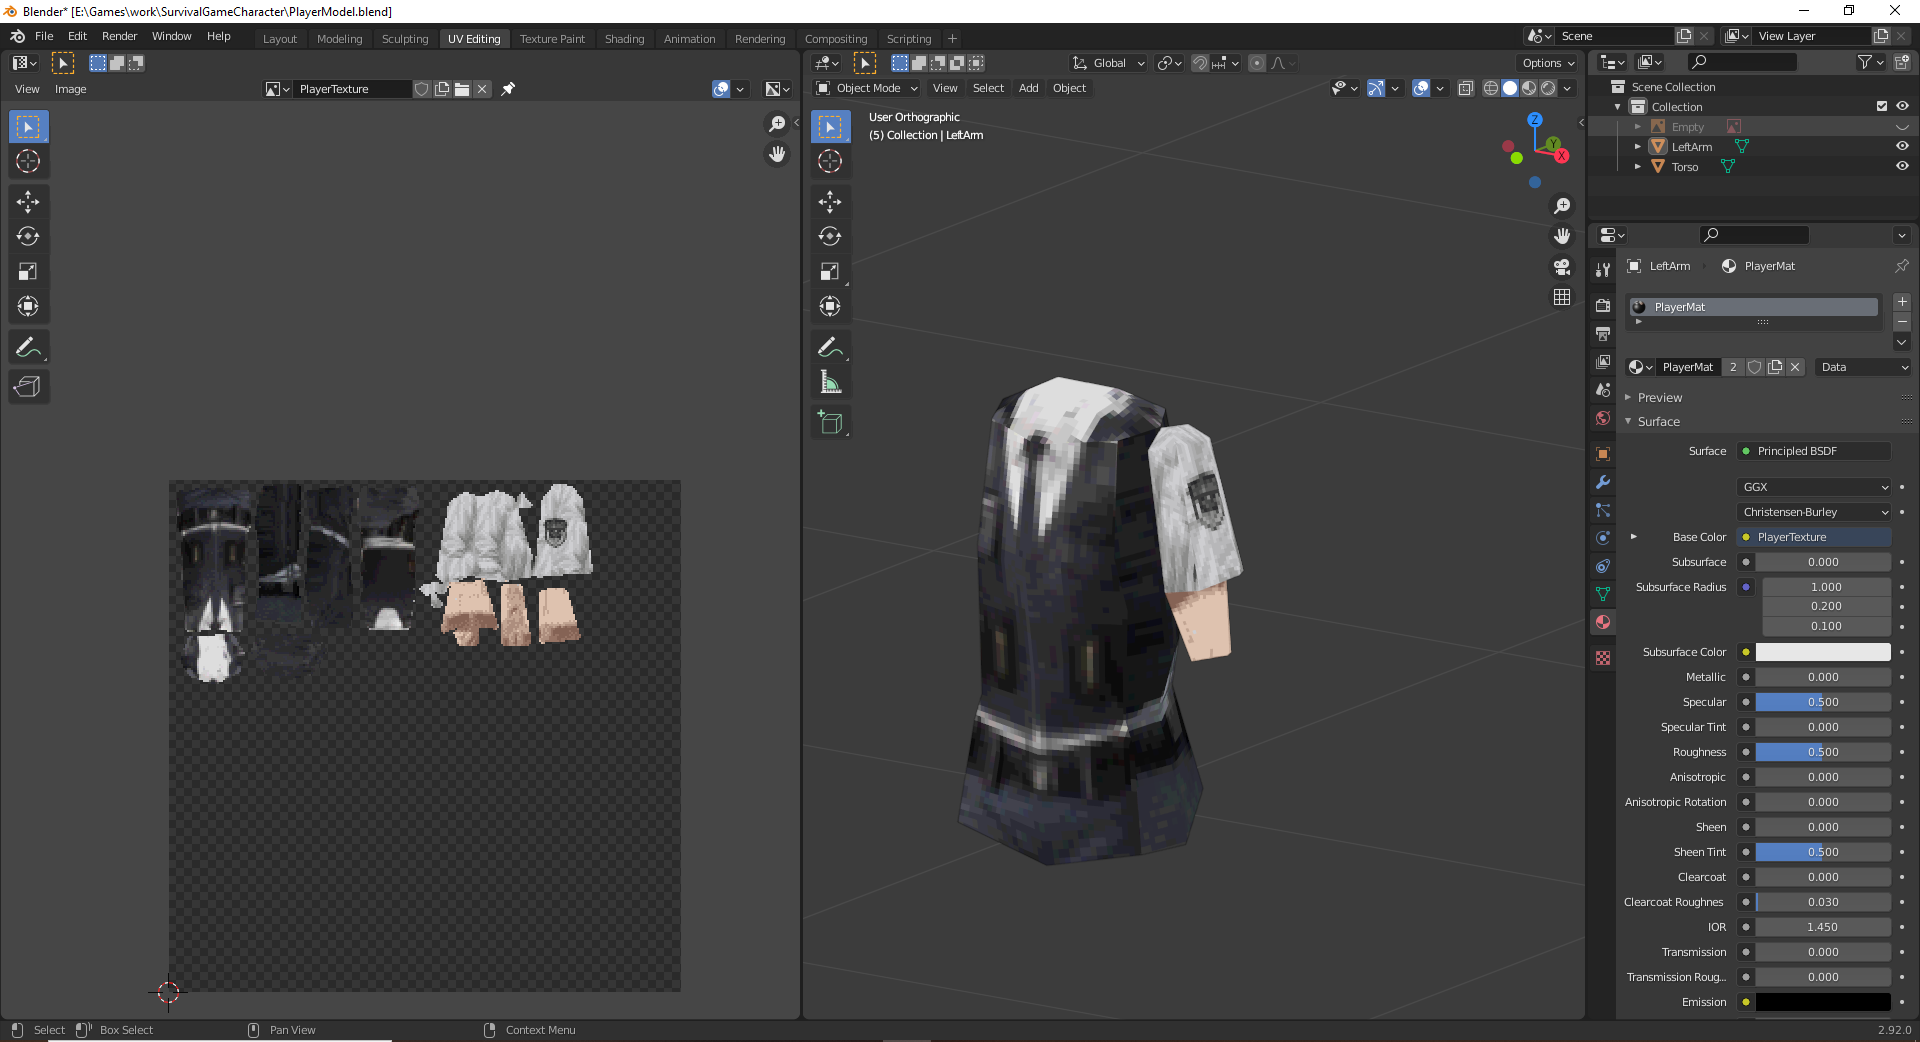 Blender* [E:\Games\work\SurvivalGameCharacter\PlayerModel.blend]
File Edit Render Window Help
Layout Modeling Sculpting UV Editing Texture Paint Shading Animation Rendering Compositing Scripting +
Scene
View Layer
Global
Options
View Image
PlayerTexture
Object Mode View Select Add Object
User Orthographic
(5) Collection | LeftArm
Z
Y
X
Scene Collection
Collection
Empty
LeftArm
Torso
LeftArm
PlayerMat
PlayerMat
PlayerMat 2
Data
Preview
Surface
Surface Principled BSDF
GGX
Christensen-Burley
Base Color PlayerTexture
Subsurface 0.000
Subsurface Radius 1.000
0.200
0.100
Subsurface Color
Metallic 0.000
Specular 0.500
Specular Tint 0.000
Roughness 0.500
Anisotropic 0.000
Anisotropic Rotation 0.000
Sheen 0.000
Sheen Tint 0.500
Clearcoat 0.000
Clearcoat Roughnes 0.030
IOR 1.450
Transmission 0.000
Transmission Roug... 0.000
Emission
Select Box Select Pan View Context Menu
2.92.0